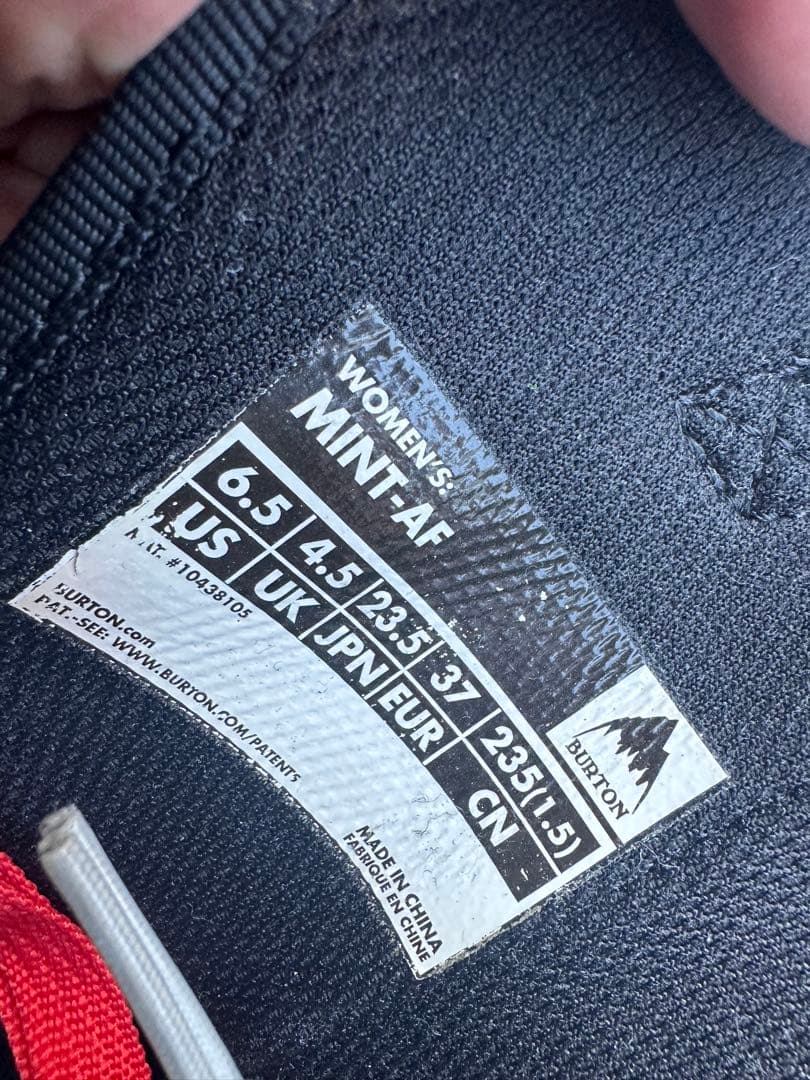 WOMEN'S:
MINT-AF
6.5 4.5 23.5 37 235(1.5)
US UK JPN EUR CN
#10438105
BURTON
BURTON.com
PAT.-SEE: WWW.BURTON.COM/PATENTS
MADE IN CHINA
FABRIQUE EN CHINE